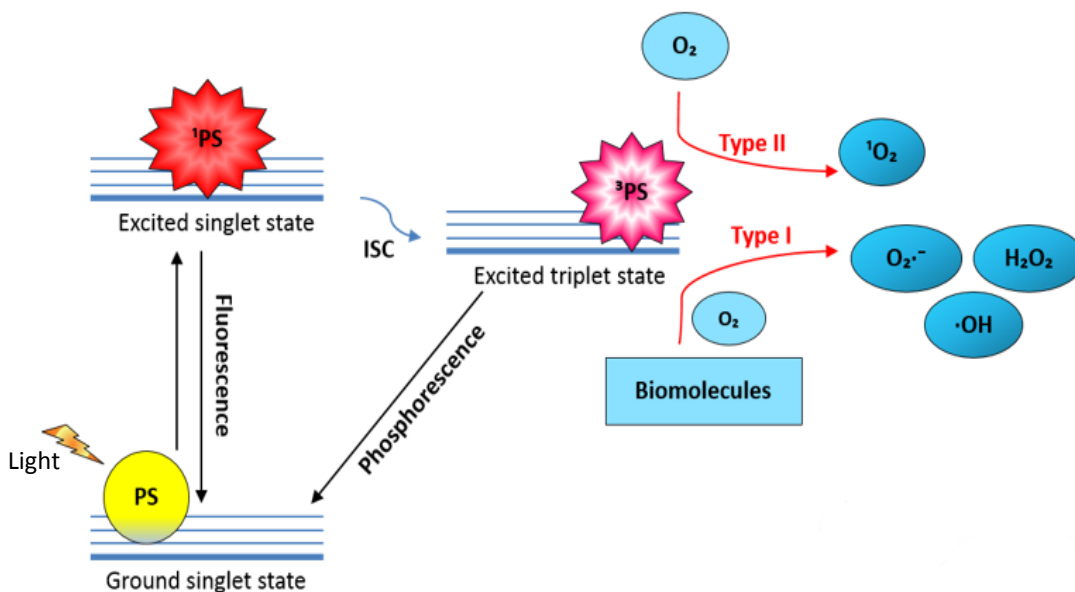 O₂
¹PS
Type II
¹O₂
³PS
Excited singlet state
ISC
Type I
O₂·⁻
H₂O₂
Excited triplet state
O₂
·OH
Fluorescence
Phosphorescence
Biomolecules
Light
PS
Ground singlet state